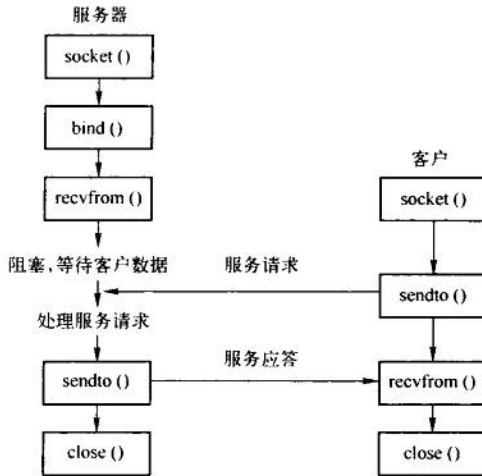 服务器
socket ()
bind ()
recvfrom ()
阻塞,等待客户数据
处理服务请求
sendto ()
close ()
服务请求
服务应答
客户
socket ()
sendto ()
recvfrom ()
close ()